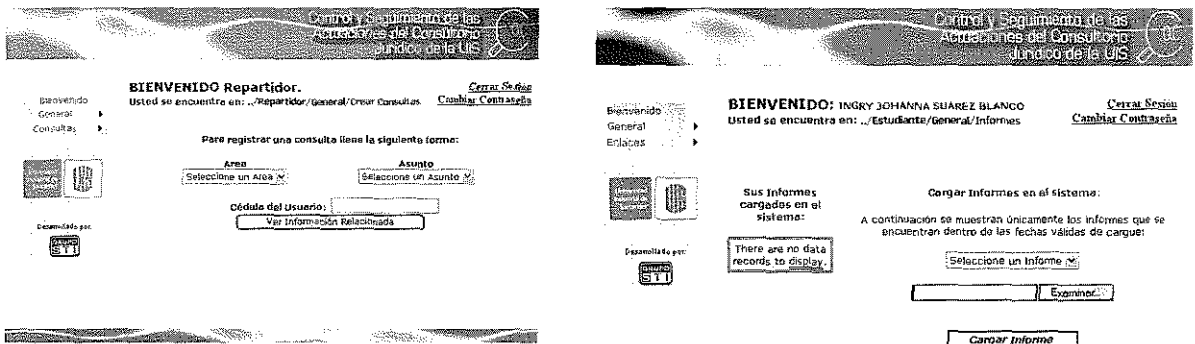 Control y Seguimiento de las
Actuaciones del Consultorio
Jurídico de la UIS
BIENVENIDO Repartidor.
Cerrar Sesión
Usted se encuentra en: ../Repartidor/General/Crear Consultas
Cambiar Contraseña
Bienvenido
General
Consultas
Para registrar una consulta llene la siguiente forma:
Area
Asunto
Seleccione un Area
Seleccione un Asunto
Cédula del Usuario:
Ver Información Relacionada
Desarrollado por:
GRUPO
STI
Control y Seguimiento de las
Actuaciones del Consultorio
Jurídico de la UIS
BIENVENIDO: INGRY JOHANNA SUAREZ BLANCO
Cerrar Sesión
Usted se encuentra en: ../Estudiante/General/Informes
Cambiar Contraseña
Bienvenido
General
Enlaces
Sus Informes
cargados en el
sistema:
There are no data
records to display.
Cargar Informes en el sistema:
A continuación se muestran únicamente los informes que se
encuentran dentro de las fechas válidas de cargue:
Seleccione un Informe
Examinar...
Cargar Informe
Desarrollado por:
GRUPO
STI